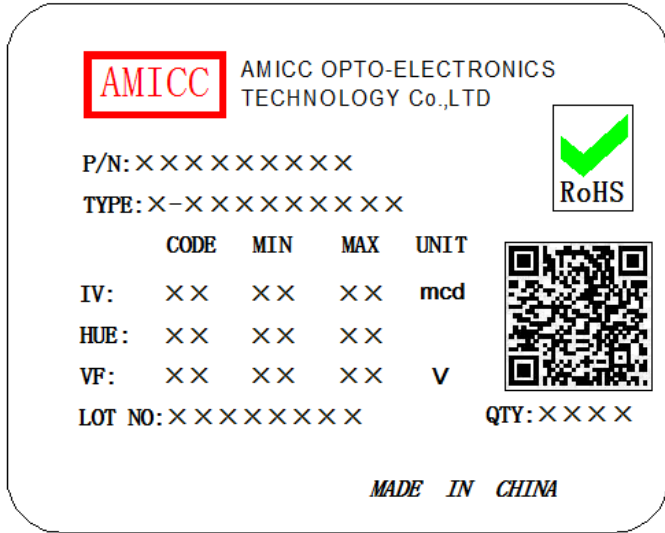 AMICC
AMICC OPTO-ELECTRONICS
TECHNOLOGY Co.,LTD
RoHS
P/N:×××××××××
TYPE:×-×××××××××
CODE MIN MAX UNIT
IV: ×× ×× ×× mcd
HUE: ×× ×× ××
VF: ×× ×× ×× V
LOT NO:×××××××× QTY:××××
MADE IN CHINA